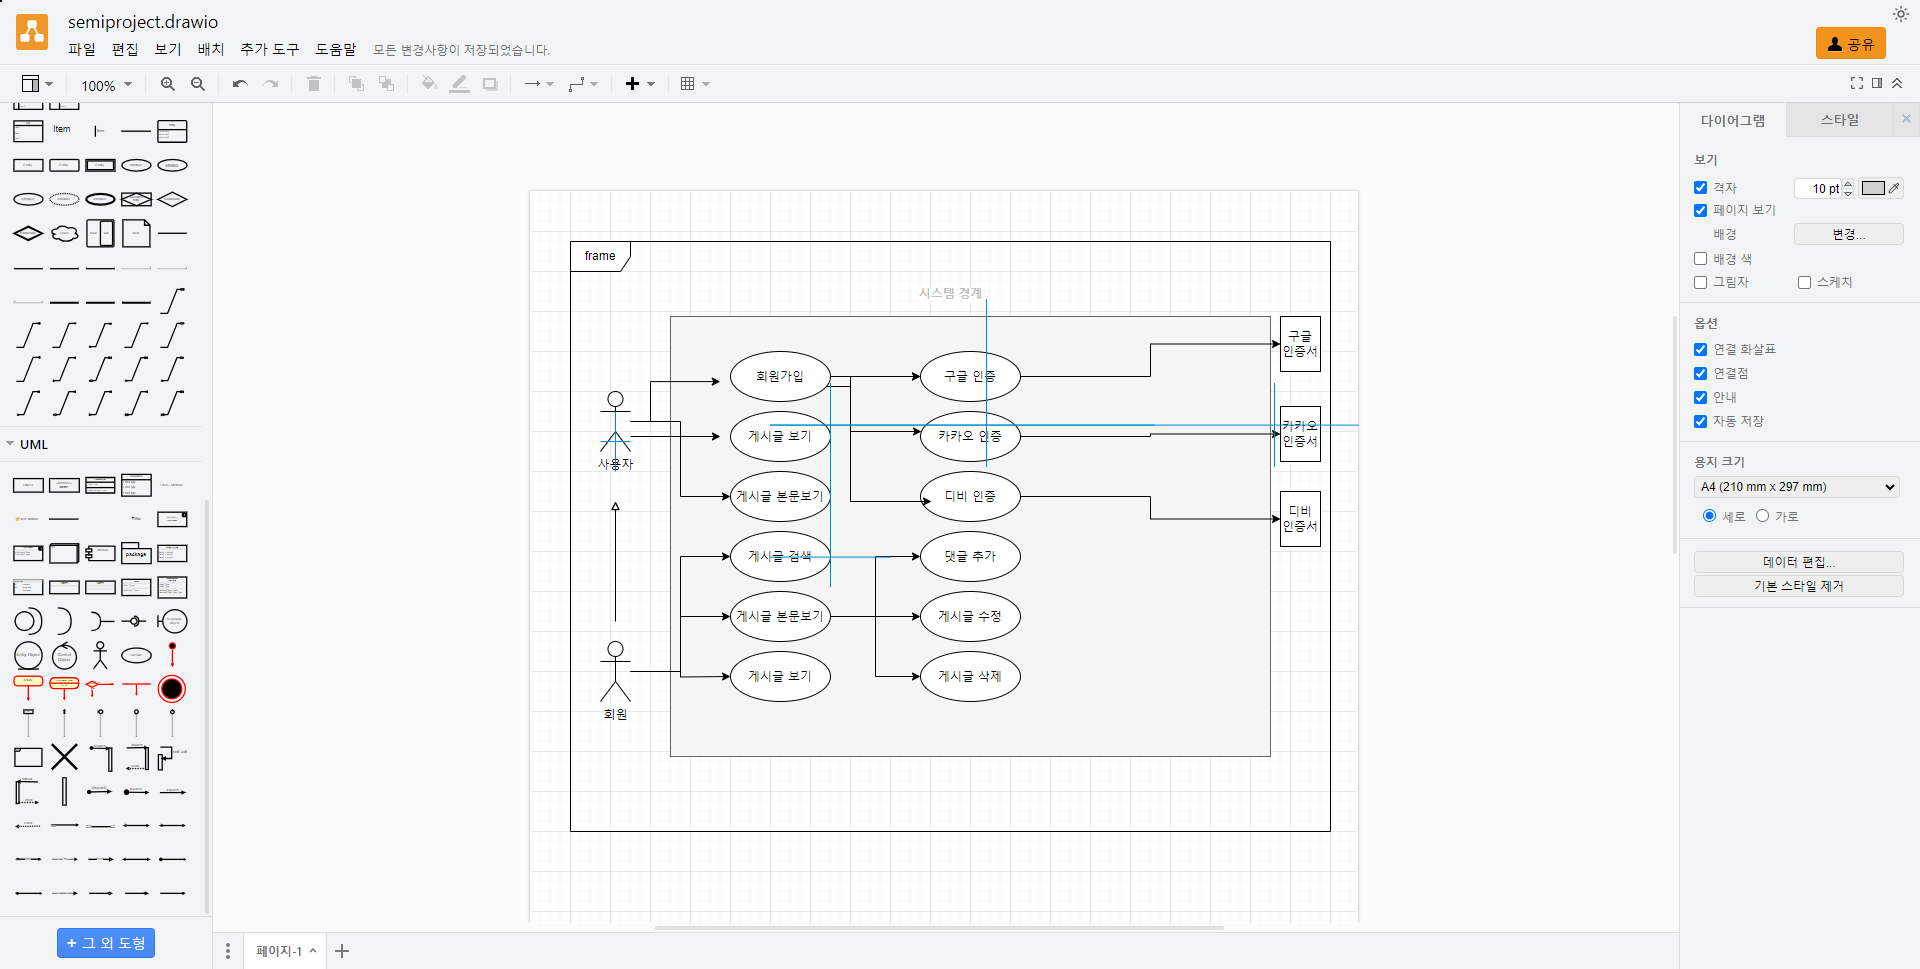 semiproject.drawio
파일 편집 보기 배치 추가 도구 도움말 모든 변경사항이 저장되었습니다.
공유
100%
다이어그램 스타일
보기
격자 10 pt
페이지 보기
배경 변경...
배경 색
그림자 스케치
옵션
연결 화살표
연결점
안내
자동 저장
용지 크기
A4 (210 mm x 297 mm)
세로 가로
데이터 편집...
기본 스타일 제거
Item
UML
Title
package
+ 그 외 도형
frame
시스템 경계
구글
인증서
회원가입
구글 인증
카카오
인증서
게시글 보기
카카오 인증
사용자
게시글 본문보기
디비 인증
디비
인증서
게시글 검색
댓글 추가
게시글 본문보기
게시글 수정
게시글 보기
게시글 삭제
회원
페이지-1